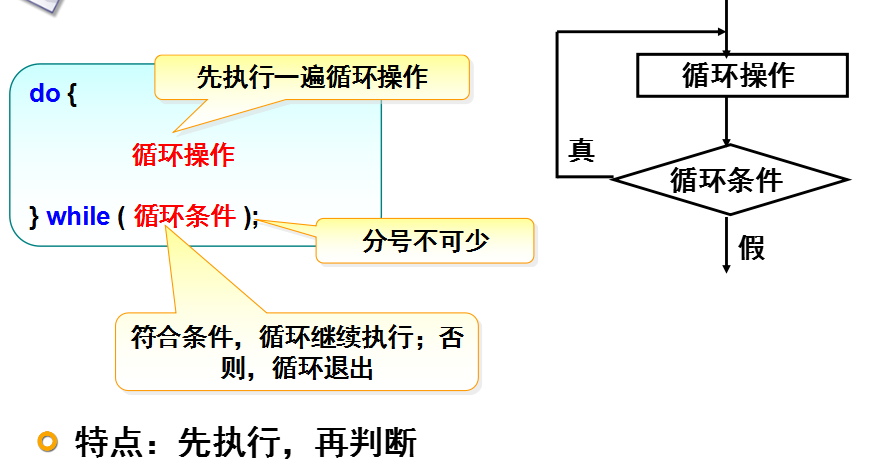 先执行一遍循环操作
do {
循环操作
} while ( 循环条件 );
分号不可少
符合条件，循环继续执行；否
则，循环退出
特点：先执行，再判断
循环操作
真
循环条件
假